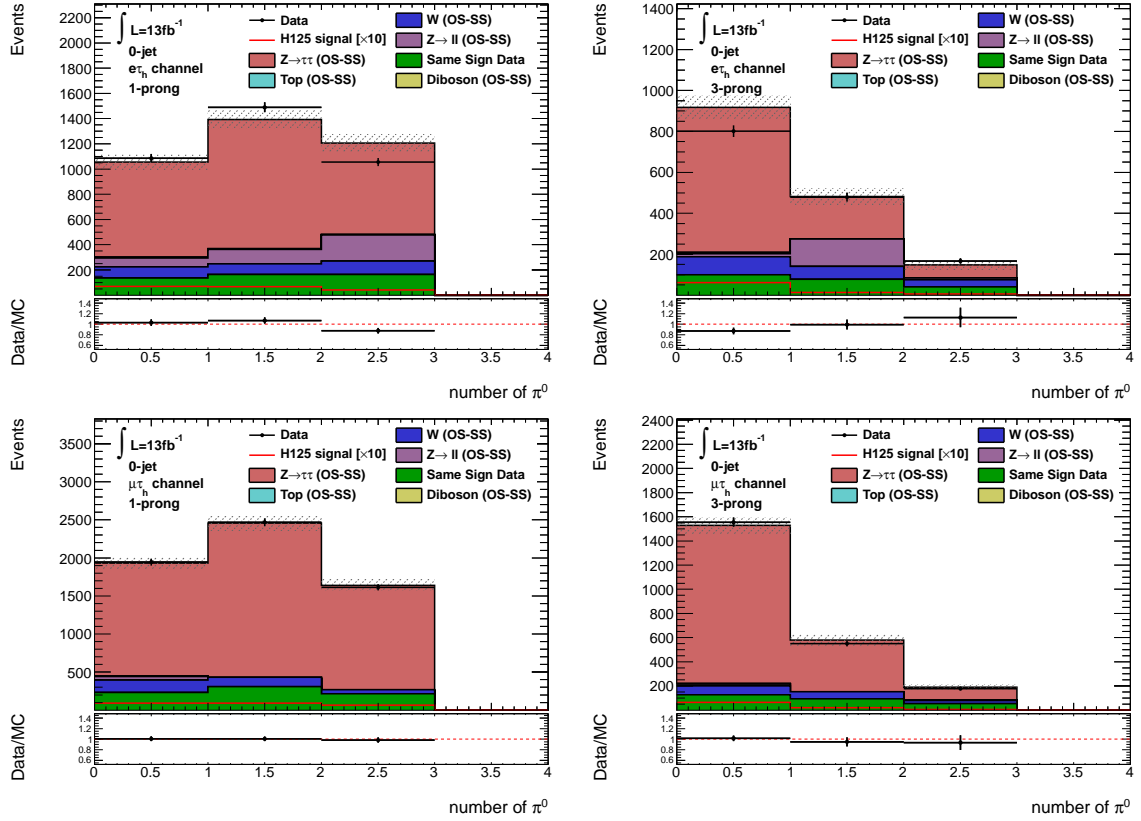 Events
2200
2000
1800
1600
1400
1200
1000
800
600
400
200
∫ L=13fb⁻¹
0-jet
eτ_h channel
1-prong
Data
H125 signal [×10]
Z→ττ (OS-SS)
Top (OS-SS)
W (OS-SS)
Z→ ll (OS-SS)
Same Sign Data
Diboson (OS-SS)
Data/MC
1.4
1.2
1
0.8
0.6
0 0.5 1 1.5 2 2.5 3 3.5 4
number of π⁰
Events
1400
1200
1000
800
600
400
200
∫ L=13fb⁻¹
0-jet
eτ_h channel
3-prong
Data
H125 signal [×10]
Z→ττ (OS-SS)
Top (OS-SS)
W (OS-SS)
Z→ ll (OS-SS)
Same Sign Data
Diboson (OS-SS)
Data/MC
1.4
1.2
1
0.8
0.6
0 0.5 1 1.5 2 2.5 3 3.5 4
number of π⁰
Events
3500
3000
2500
2000
1500
1000
500
∫ L=13fb⁻¹
0-jet
μτ_h channel
1-prong
Data
H125 signal [×10]
Z→ττ (OS-SS)
Top (OS-SS)
W (OS-SS)
Z→ ll (OS-SS)
Same Sign Data
Diboson (OS-SS)
Data/MC
1.4
1.2
1
0.8
0.6
0 0.5 1 1.5 2 2.5 3 3.5 4
number of π⁰
Events
2400
2200
2000
1800
1600
1400
1200
1000
800
600
400
200
∫ L=13fb⁻¹
0-jet
μτ_h channel
3-prong
Data
H125 signal [×10]
Z→ττ (OS-SS)
Top (OS-SS)
W (OS-SS)
Z→ ll (OS-SS)
Same Sign Data
Diboson (OS-SS)
Data/MC
1.4
1.2
1
0.8
0.6
0 0.5 1 1.5 2 2.5 3 3.5 4
number of π⁰